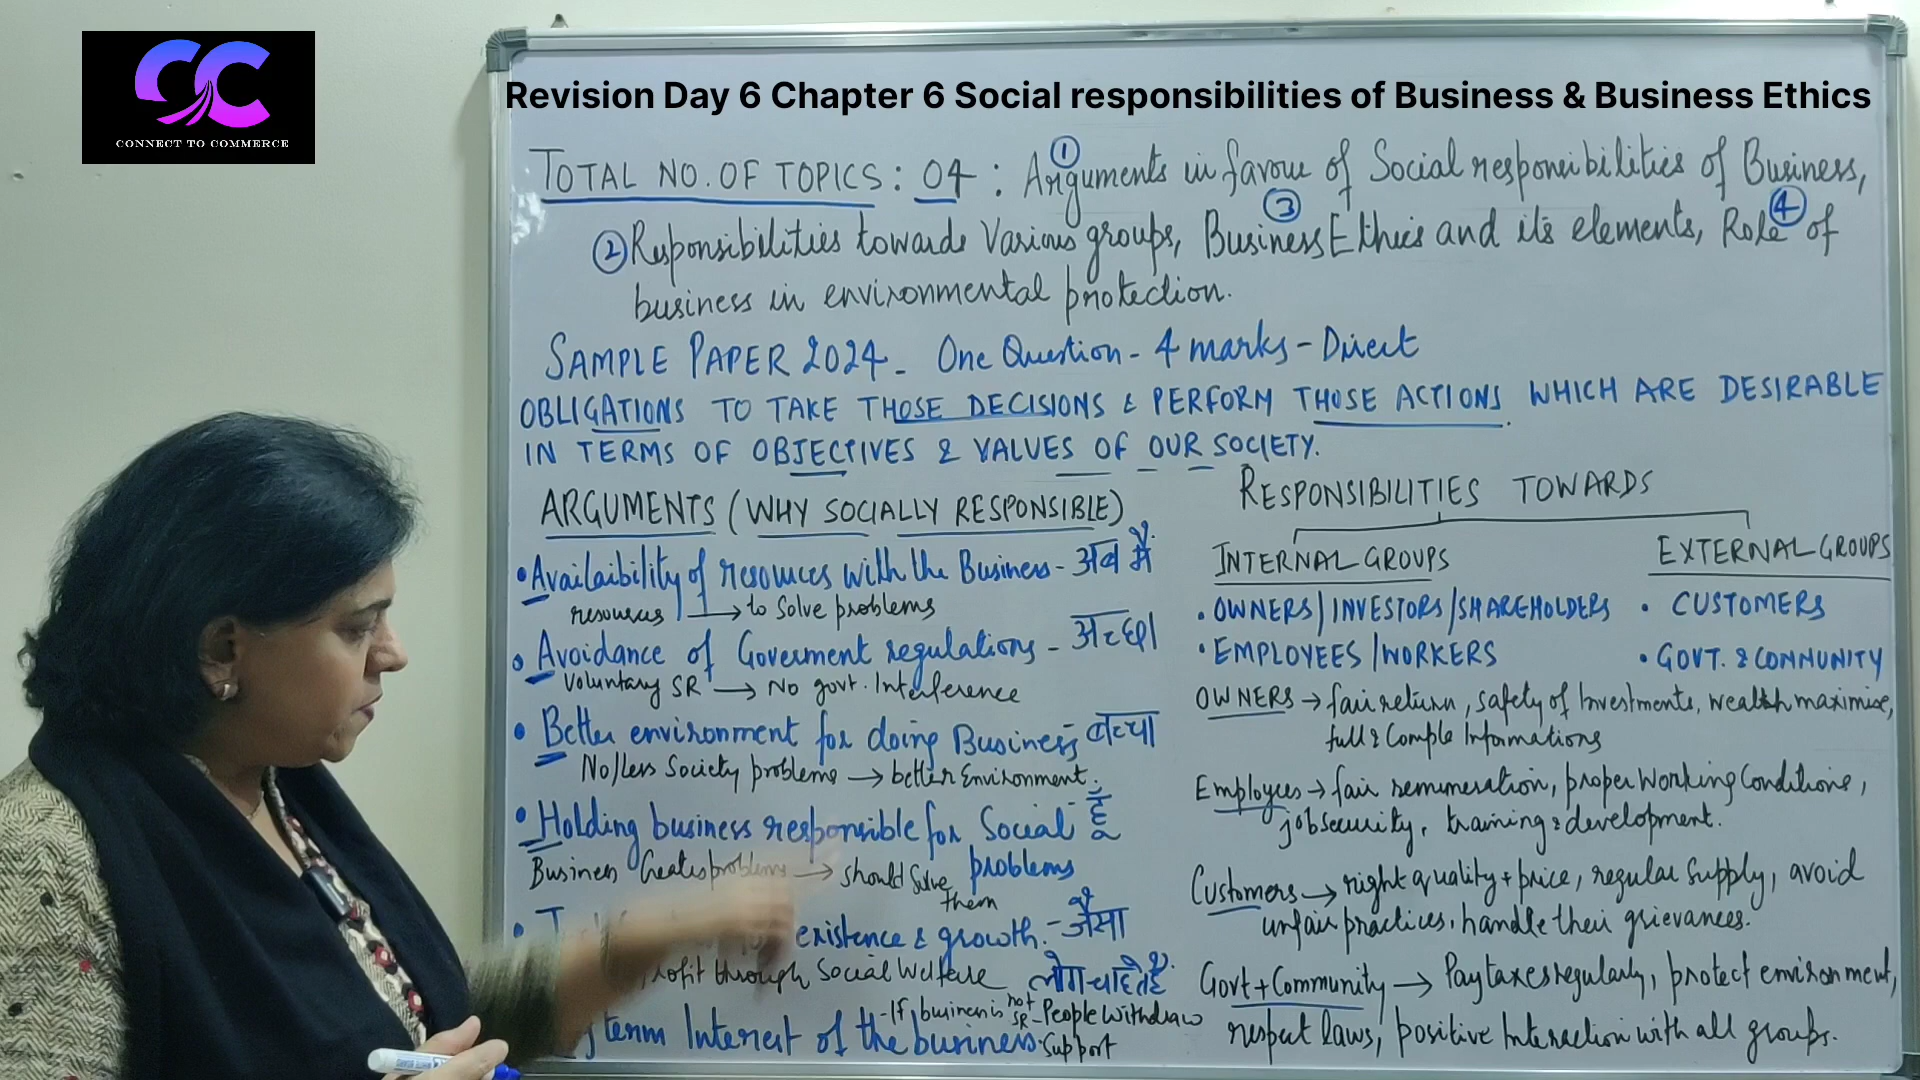 CC
CONNECT TO COMMERCE
Revision Day 6 Chapter 6 Social responsibilities of Business & Business Ethics
TOTAL NO. OF TOPICS : 04 : ① Arguments in favour of Social responsibilities of Business,
② Responsibilities towards Various groups, ③ Business Ethics and its elements, ④ Role of
business in environmental protection.
SAMPLE PAPER 2024 - One Question - 4 marks - Direct
OBLIGATIONS TO TAKE THOSE DECISIONS & PERFORM THOSE ACTIONS WHICH ARE DESIRABLE
IN TERMS OF OBJECTIVES & VALUES OF OUR SOCIETY.
ARGUMENTS (WHY SOCIALLY RESPONSIBLE)
• Availaibility of resources with the Business - अब मैं
resources → to Solve problems
• Avoidance of Goverment regulations -
Voluntary SR → No govt. Interference
• Better environment for doing Business -
No/less Society problems → better Environment.
• Holding business responsible for Social - हूँ
problems
Business Creates problems → should Solve
them
existence & growth. - जैसा
profit through Social Welfare लोग चाहते हैं
- If business is not SR - People withdraw
term Interest of the business. Support
RESPONSIBILITIES TOWARDS
INTERNAL GROUPS
• OWNERS/INVESTORS/SHAREHOLDERS
• EMPLOYEES/WORKERS
EXTERNAL GROUPS
• CUSTOMERS
• GOVT. & COMMUNITY
OWNERS → fair return, safety of Investments, wealth maximise,
full & Comple Informations
Employees → fair remuneration, proper Working Conditions,
job security, training & development.
Customers → right quality + price, regular Supply, avoid
unfair practices, handle their grievances.
Govt + Community → Pay taxes regularly, protect environment,
respect laws, positive Interaction with all groups.